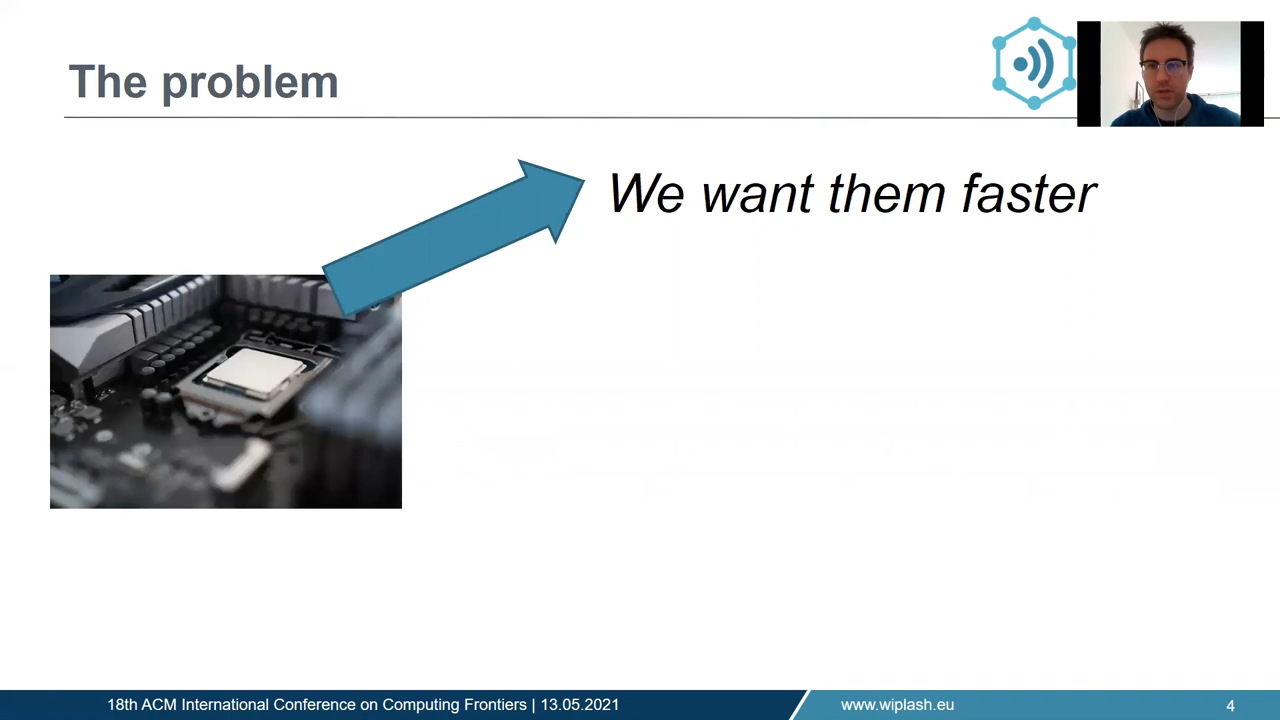 The problem
We want them faster
18th ACM International Conference on Computing Frontiers | 13.05.2021
www.wiplash.eu
4